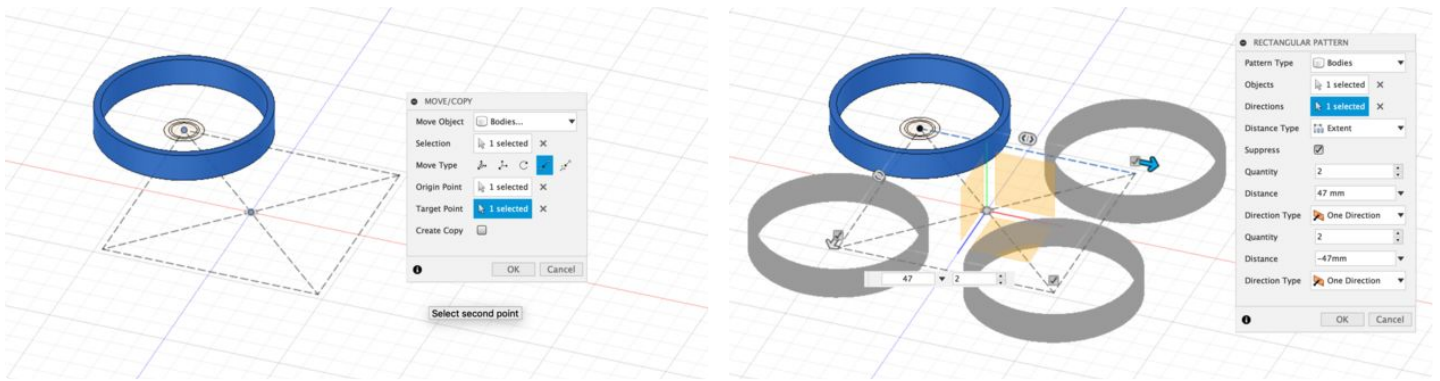 MOVE/COPY
Move Object Bodies...
Selection 1 selected
Move Type
Origin Point 1 selected
Target Point 1 selected
Create Copy
OK Cancel
Select second point
RECTANGULAR PATTERN
Pattern Type Bodies
Objects 1 selected
Directions 1 selected
Distance Type Extent
Suppress
Quantity 2
Distance 47 mm
Direction Type One Direction
Quantity 2
Distance -47mm
Direction Type One Direction
OK Cancel
47 2